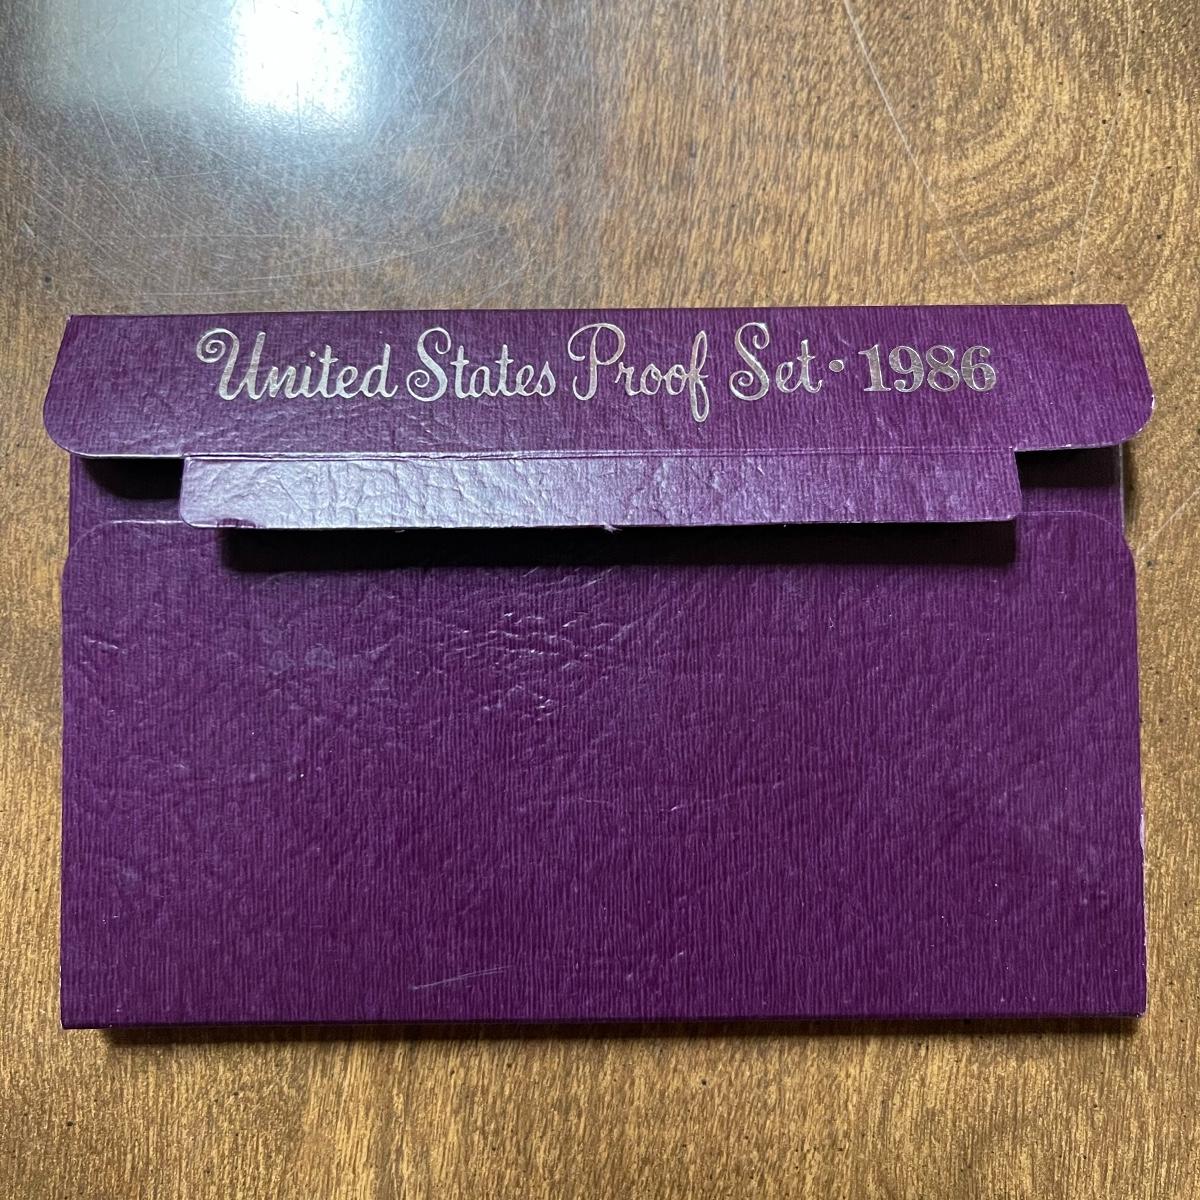 United States Proof Set · 1986